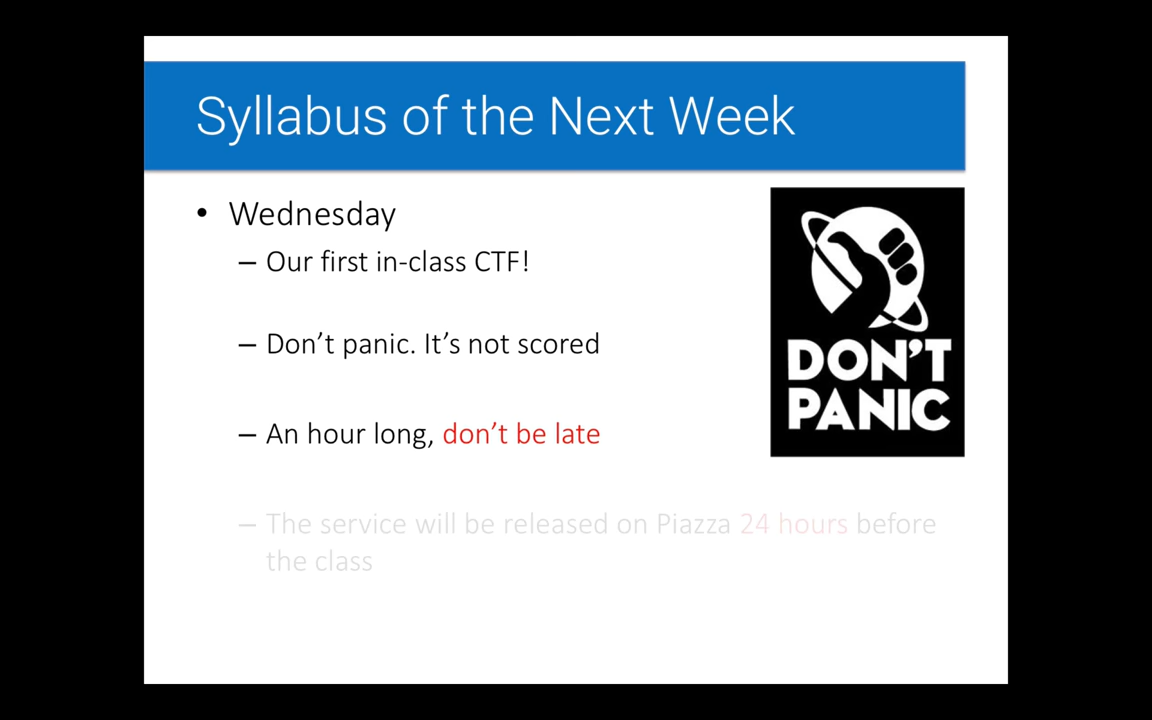 Syllabus of the Next Week
• Wednesday
– Our first in-class CTF!
– Don’t panic. It’s not scored
– An hour long, don’t be late
– The service will be released on Piazza 24 hours before
the class
DON'T
PANIC